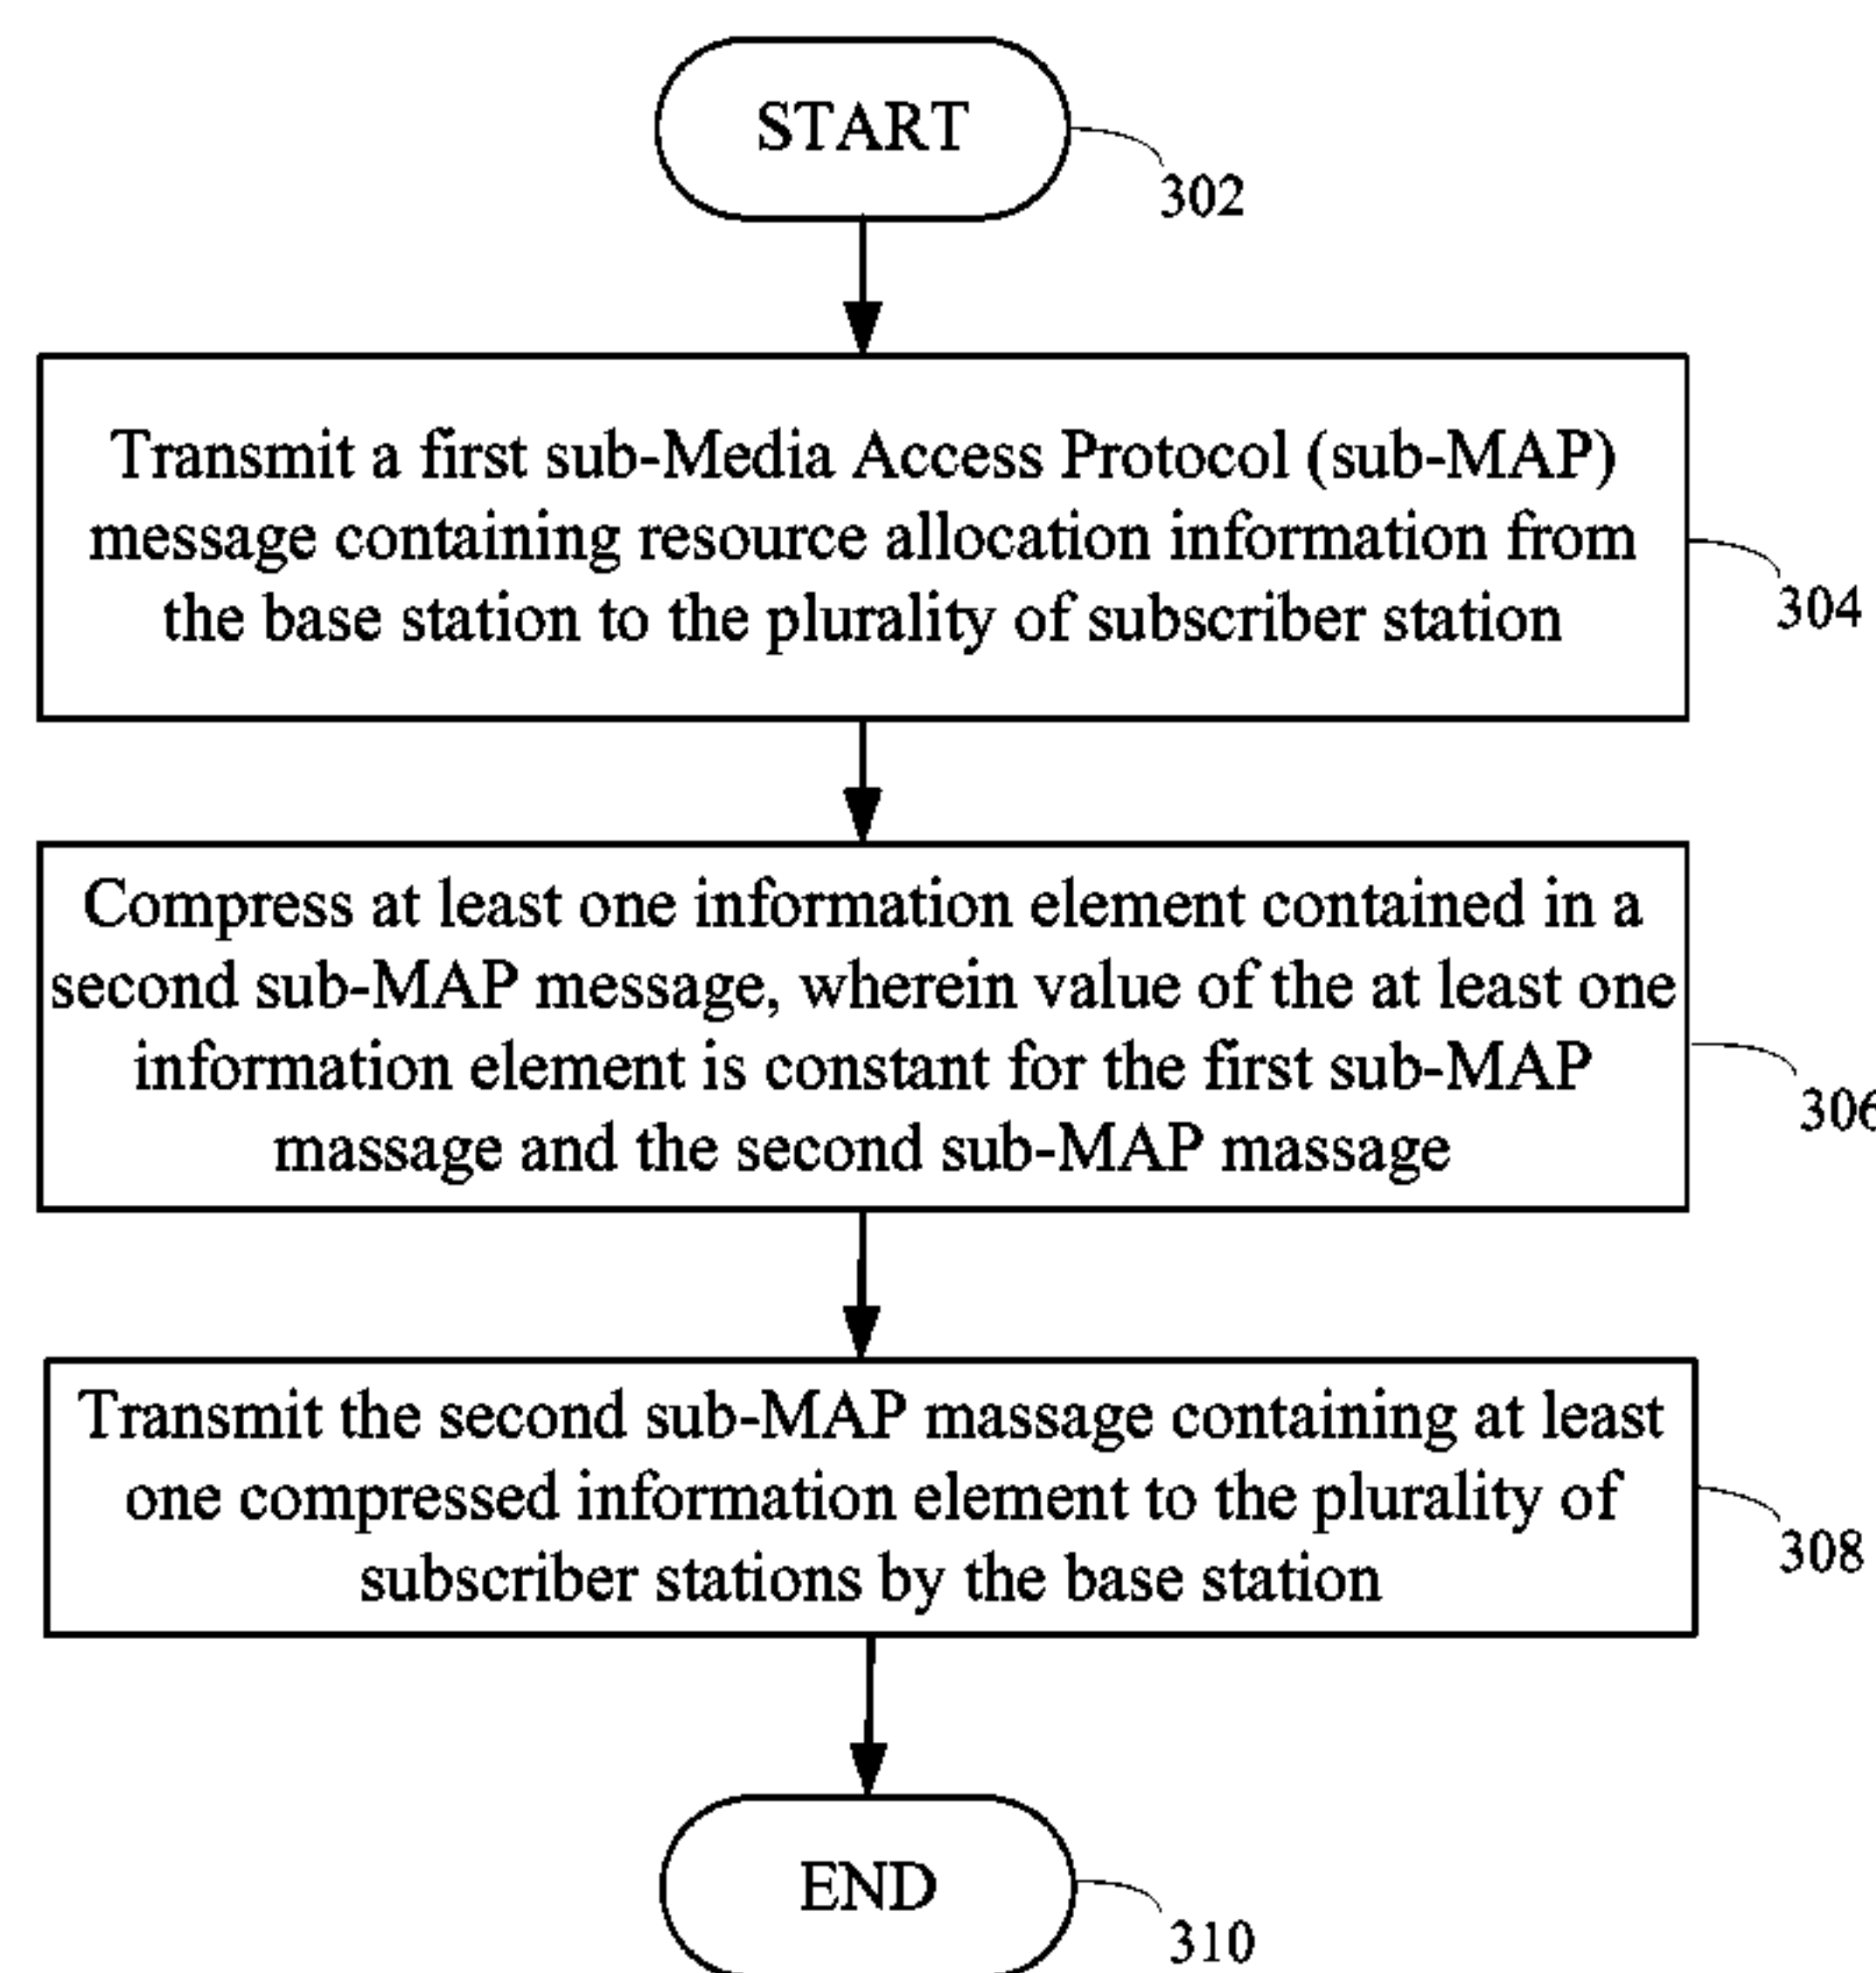 START
302
Transmit a first sub-Media Access Protocol (sub-MAP)
message containing resource allocation information from
the base station to the plurality of subscriber station
304
Compress at least one information element contained in a
second sub-MAP message, wherein value of the at least one
information element is constant for the first sub-MAP
massage and the second sub-MAP massage
306
Transmit the second sub-MAP massage containing at least
one compressed information element to the plurality of
subscriber stations by the base station
308
END
310